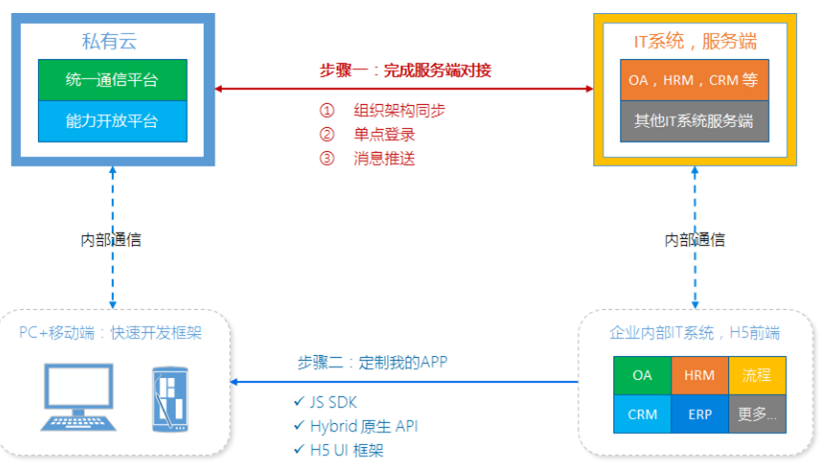 私有云
统一通信平台
能力开放平台
步骤一：完成服务端对接
① 组织架构同步
② 单点登录
③ 消息推送
IT系统，服务端
OA，HRM，CRM 等
其他IT系统服务端
内部通信
内部通信
PC+移动端：快速开发框架
步骤二：定制我的APP
✓ JS SDK
✓ Hybrid 原生 API
✓ H5 UI 框架
企业内部IT系统，H5前端
OA HRM 流程
CRM ERP 更多...